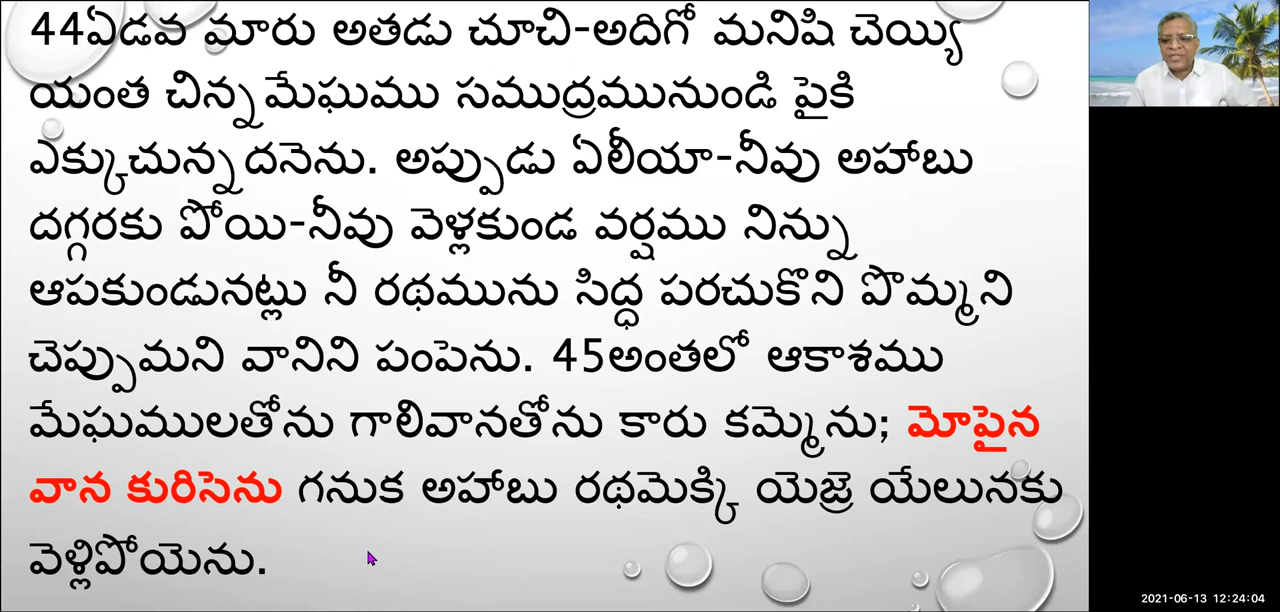 44ఏడవ మారు అతడు చూచి-అదిగో మనిషి చెయ్యి
యంత చిన్నమేఘము సముద్రమునుండి పైకి
ఎక్కుచున్నదనెను. అప్పుడు ఏలీయా-నీవు అహాబు
దగ్గరకు పోయి-నీవు వెళ్లకుండ వర్షము నిన్ను
ఆపకుండునట్లు నీ రథమును సిద్ధ పరచుకొని పొమ్మని
చెప్పుమని వానిని పంపెను. 45అంతలో ఆకాశము
మేఘములతోను గాలివానతోను కారు కమ్మెను; మోపైన
వాన కురిసెను గనుక అహాబు రథమెక్కి యెజ్రె యేలునకు
వెళ్లిపోయెను.
2021-06-13 12:24:04